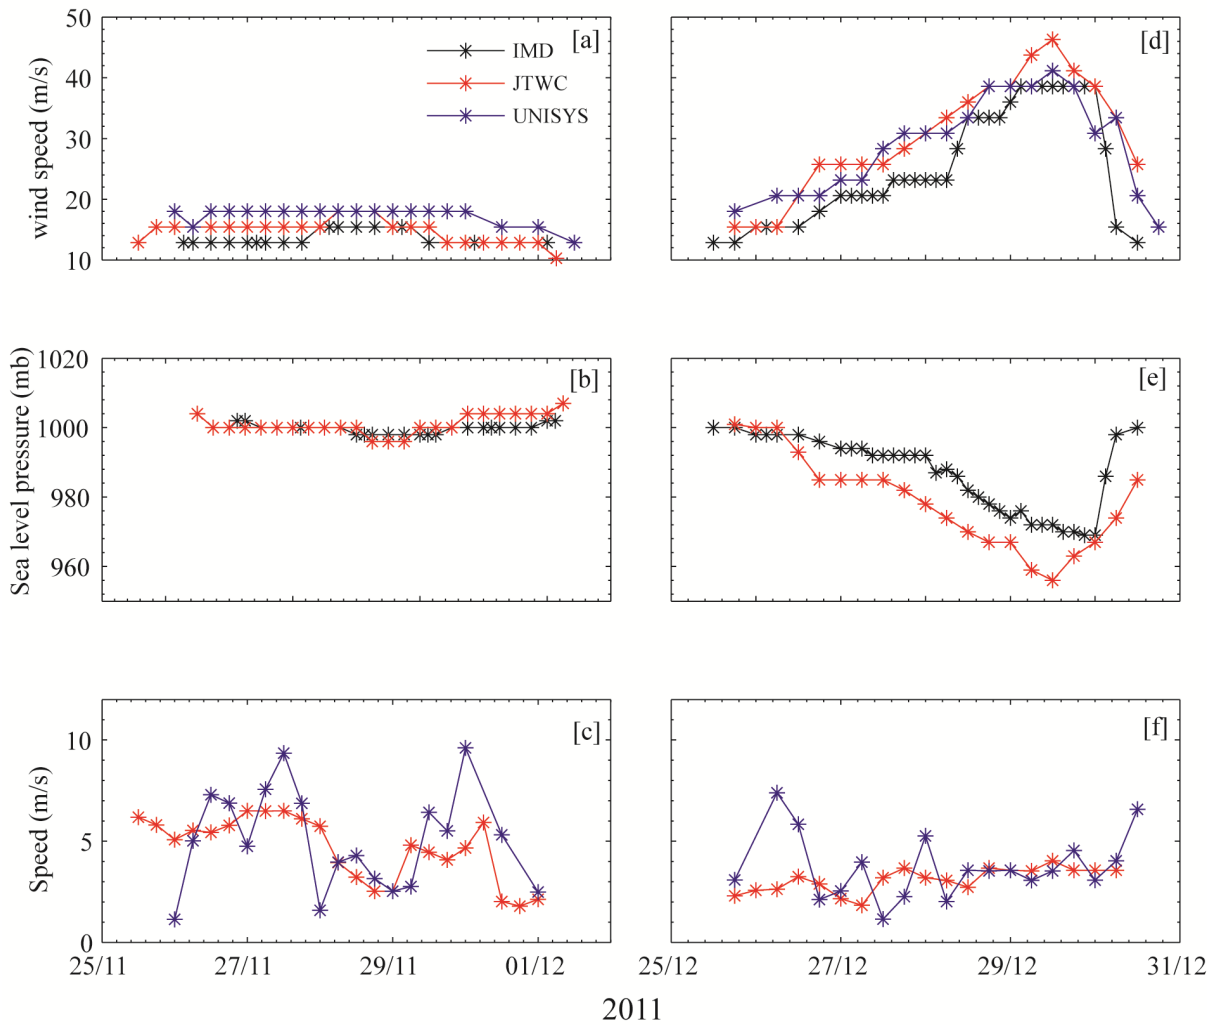 50
40
30
20
10
wind speed (m/s)
[a]
IMD
JTWC
UNISYS
[d]
1020
1000
980
960
Sea level pressure (mb)
[b]
[e]
10
5
0
Speed (m/s)
[c]
[f]
25/11 27/11 29/11 01/12 25/12 27/12 29/12 31/12
2011